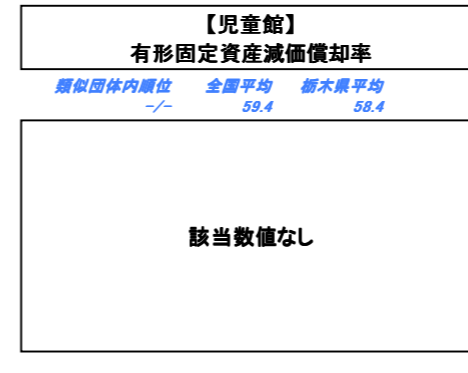 【児童館】
有形固定資産減価償却率
類似団体内順位 全国平均 栃木県平均
-/- 59.4 58.4
該当数値なし